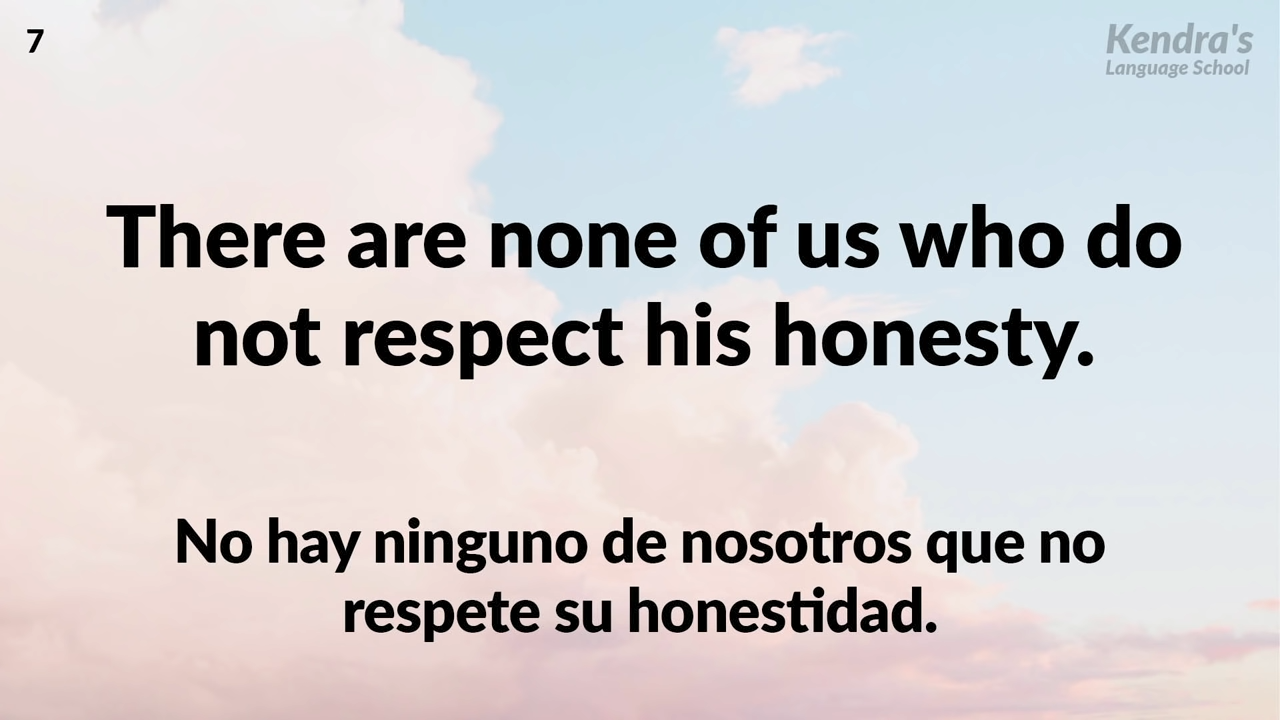 7
Kendra's
Language School
There are none of us who do
not respect his honesty.
No hay ninguno de nosotros que no
respete su honestidad.